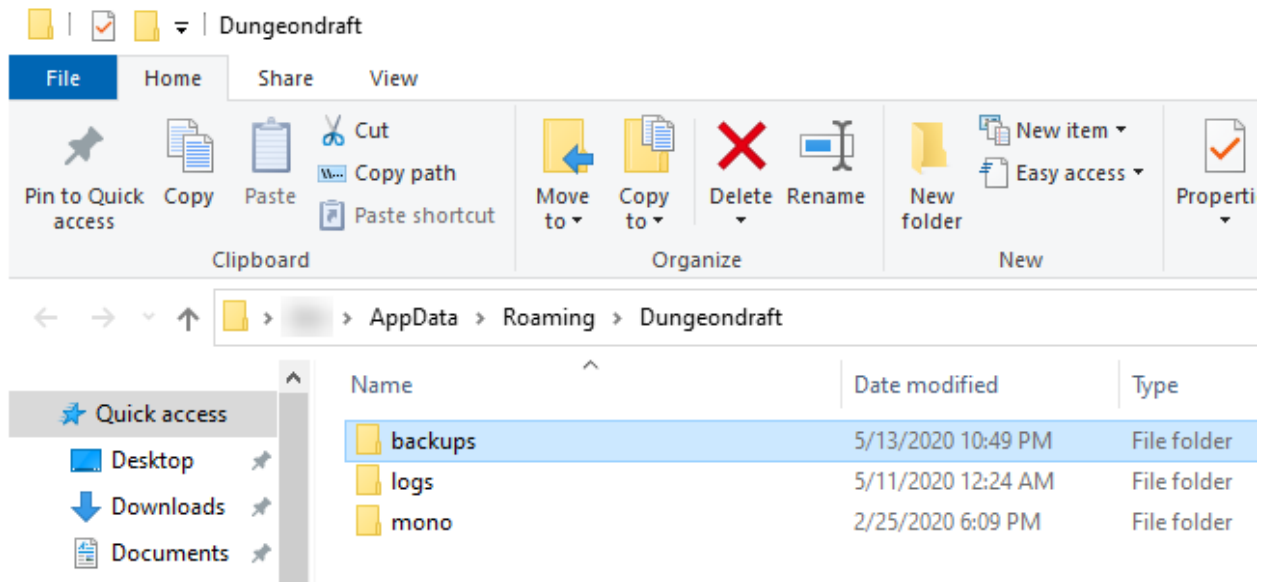 Dungeondraft
File Home Share View
Pin to Quick access
Copy
Paste
Cut
Copy path
Paste shortcut
Move to
Copy to
Delete
Rename
New folder
New item
Easy access
Properti
Clipboard Organize New
AppData Roaming Dungeondraft
Name Date modified Type
Quick access
Desktop
Downloads
Documents
backups 5/13/2020 10:49 PM File folder
logs 5/11/2020 12:24 AM File folder
mono 2/25/2020 6:09 PM File folder